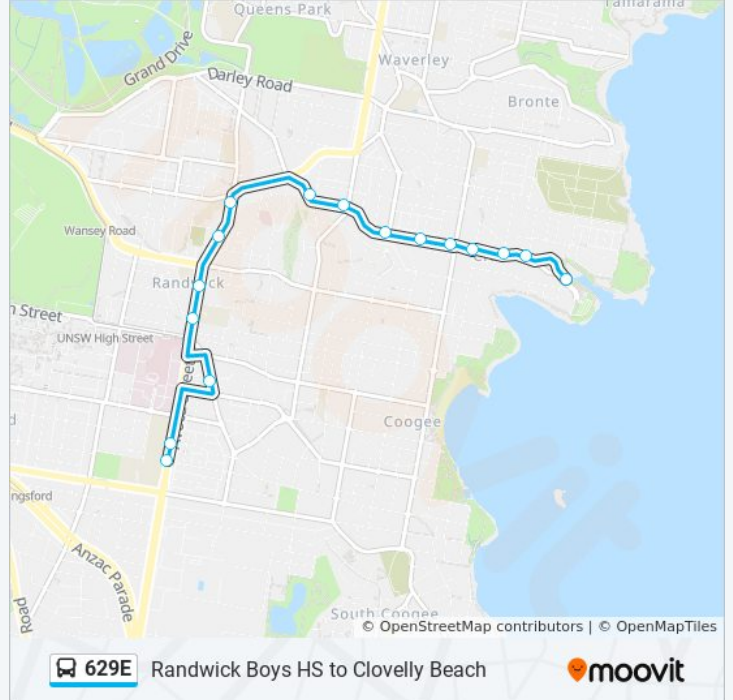 Queens Park
Tamarama
Grand Drive
Waverley
Darley Road
Bronte
Wansey Road
Street
UNSW High Street
Coogee
ngsford
Anzac Parade
Road
South Coogee
© OpenStreetMap contributors | © OpenMapTiles
629E Randwick Boys HS to Clovelly Beach
moovit